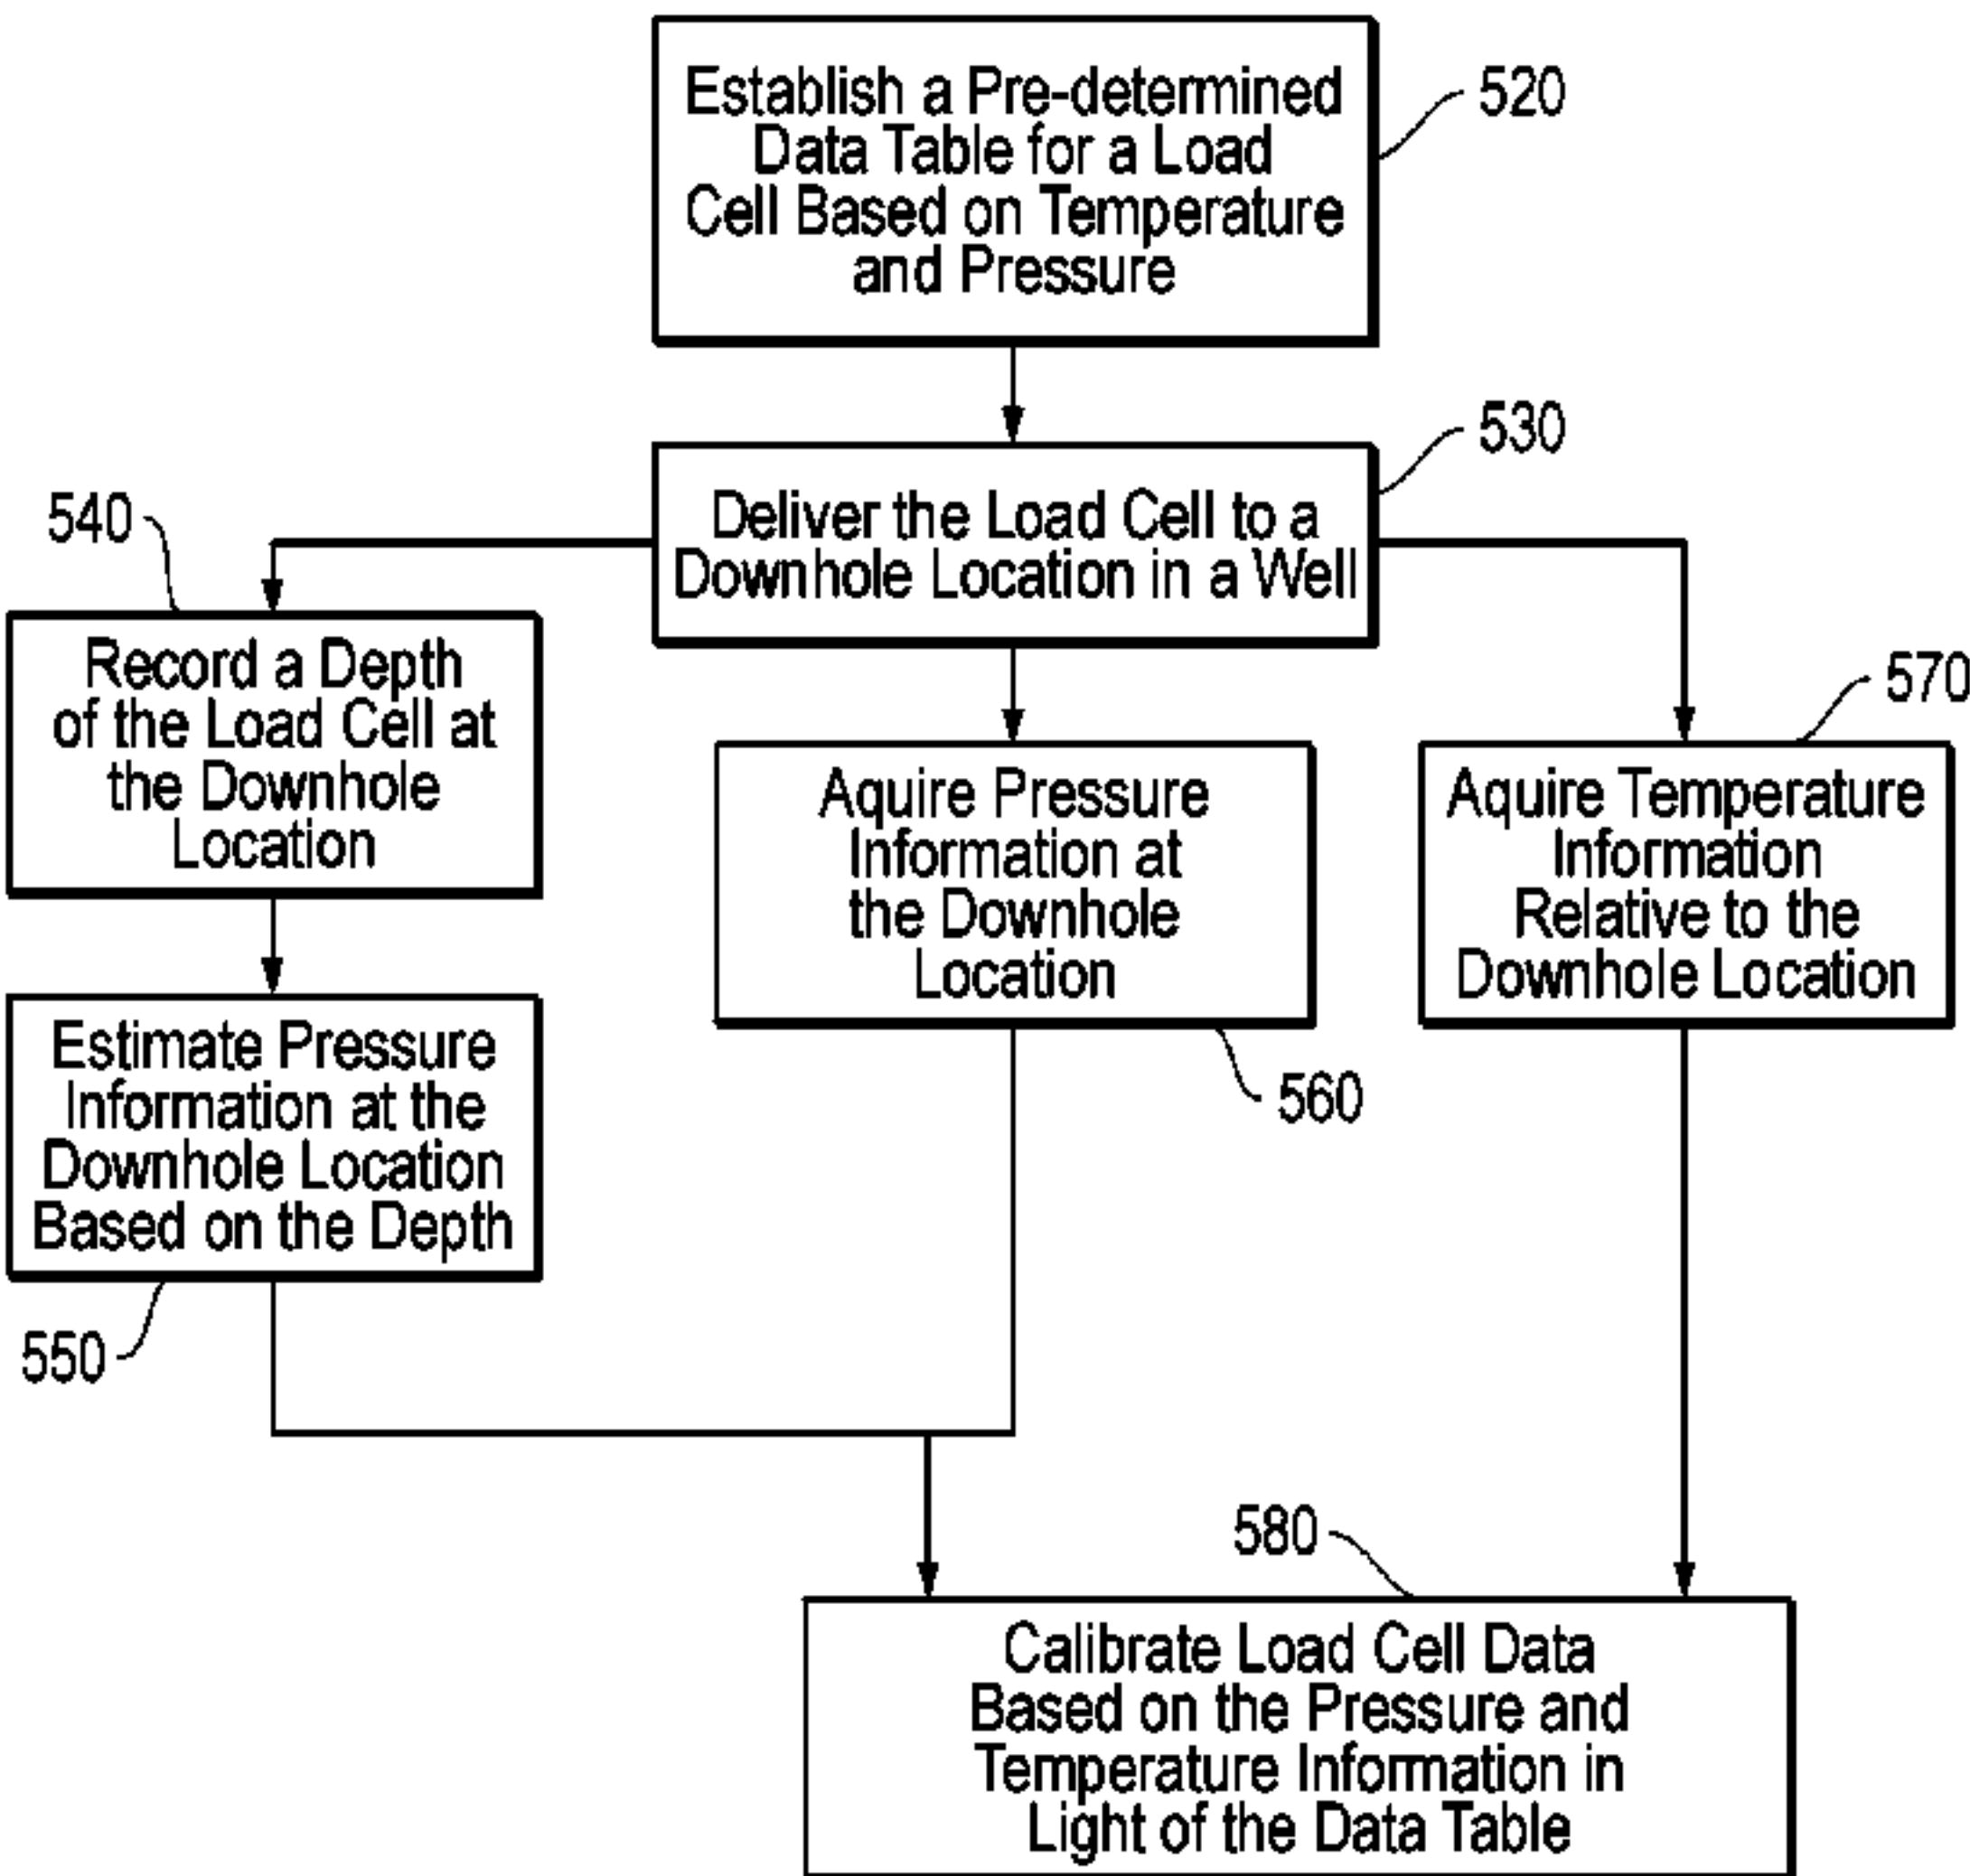 Establish a Pre-determined
Data Table for a Load
Cell Based on Temperature
and Pressure
520
530
Deliver the Load Cell to a
Downhole Location in a Well
540
Record a Depth
of the Load Cell at
the Downhole
Location
570
Aquire Pressure
Information at
the Downhole
Location
Aquire Temperature
Information
Relative to the
Downhole Location
Estimate Pressure
Information at the
Downhole Location
Based on the Depth
560
550
580
Calibrate Load Cell Data
Based on the Pressure and
Temperature Information in
Light of the Data Table